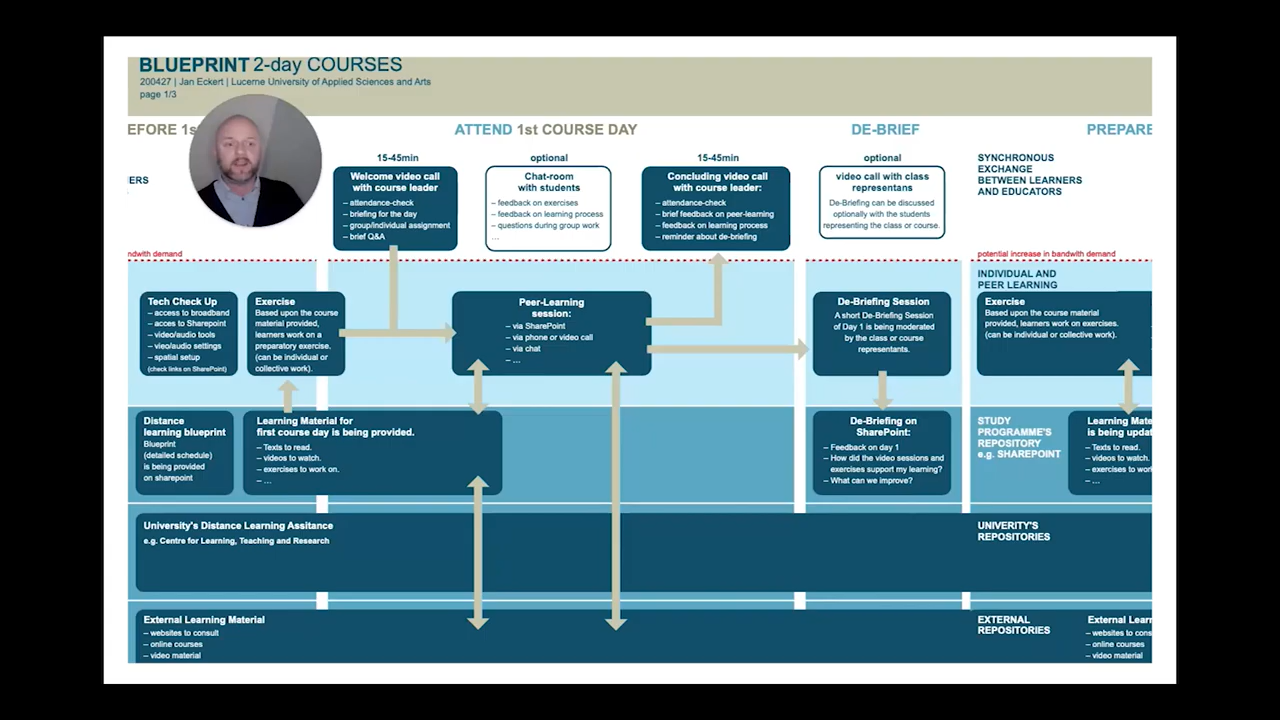 BLUEPRINT 2-day COURSES
200427 | Jan Eckert | Lucerne University of Applied Sciences and Arts
page 1/3
EFORE 1s
ATTEND 1st COURSE DAY
DE-BRIEF
PREPARE
ERS
15-45min
Welcome video call
with course leader
– attendance-check
– briefing for the day
– group/individual assignment
– brief Q&A
optional
Chat-room
with students
– feedback on exercises
– feedback on learning process
– questions during group work
...
15-45min
Concluding video call
with course leader:
– attendance-check
– brief feedback on peer-learning
– feedback on learning process
– reminder about de-briefing
optional
video call with class
representans
De-Briefing can be discussed
optionally with the students
representing the class or course.
SYNCHRONOUS
EXCHANGE
BETWEEN LEARNERS
AND EDUCATORS
ndwith demand
potential increase in bandwith demand
Tech Check Up
– access to broadband
– acces to Sharepoint
– video/audio tools
– vieo/audio settings
– spatial setup
(check links on SharePoint)
Exercise
Based upon the course
material provided,
learners work on a
preparatory exercise.
(can be individual or
collective work).
Peer-Learning
session:
– via SharePoint
– via phone or video call
– via chat
– ...
De-Briefing Session
A short De-Briefing Session
of Day 1 is being moderated
by the class or course
representants.
INDIVIDUAL AND
PEER LEARNING
Exercise
Based upon the course material
provided, learners work on exercises.
(can be individual or collective work).
Distance
learning blueprint
Blueprint
(detailed schedule)
is being provided
on sharepoint
Learning Material for
first course day is being provided.
– Texts to read.
– videos to watch.
– exercises to work on.
– ...
De-Briefing on
SharePoint:
– Feedback on day 1
– How did the video sessions and
exercises support my learning?
– What can we improve?
STUDY
PROGRAMME'S
REPOSITORY
e.g. SHAREPOINT
Learning Mate
is being updat
– Texts to read.
– videos to watch.
– exercises to work
– ...
University's Distance Learning Assitance
e.g. Centre for Learning, Teaching and Research
UNIVERITY'S
REPOSITORIES
External Learning Material
– websites to consult
– online courses
– video material
EXTERNAL
REPOSITORIES
External Learn
– websites to cons
– online courses
– video material